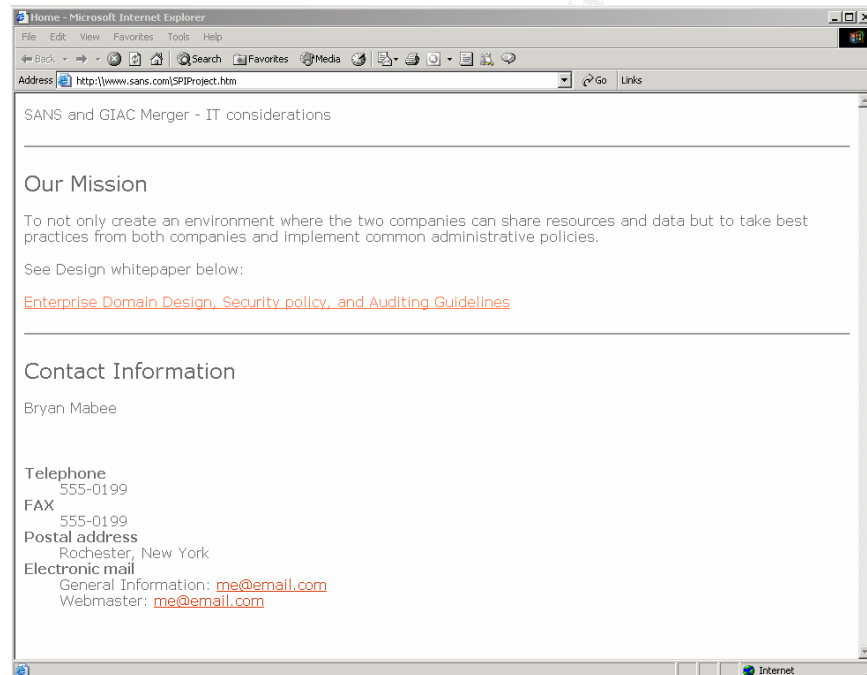 Home - Microsoft Internet Explorer
File Edit View Favorites Tools Help
Back Search Favorites Media
Address http:\\www.sans.com\SPIProject.htm Go Links
SANS and GIAC Merger - IT considerations
Our Mission
To not only create an environment where the two companies can share resources and data but to take best
practices from both companies and implement common administrative policies.
See Design whitepaper below:
Enterprise Domain Design, Security policy, and Auditing Guidelines
Contact Information
Bryan Mabee
Telephone
555-0199
FAX
555-0199
Postal address
Rochester, New York
Electronic mail
General Information: me@email.com
Webmaster: me@email.com
Internet